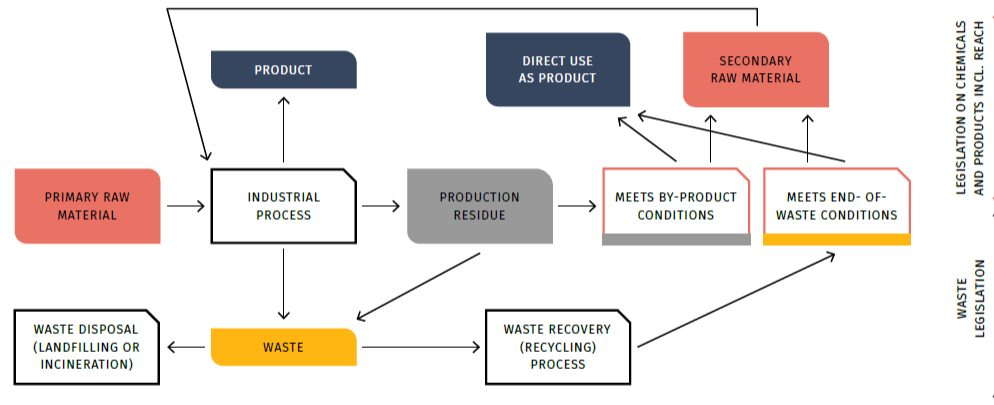 PRODUCT
DIRECT USE
AS PRODUCT
SECONDARY
RAW MATERIAL
PRIMARY RAW
MATERIAL
INDUSTRIAL
PROCESS
PRODUCTION
RESIDUE
MEETS BY-PRODUCT
CONDITIONS
MEETS END- OF-
WASTE CONDITIONS
WASTE DISPOSAL
(LANDFILLING OR
INCINERATION)
WASTE
WASTE RECOVERY
(RECYCLING)
PROCESS
LEGISLATION ON CHEMICALS
AND PRODUCTS INCL. REACH
WASTE
LEGISLATION